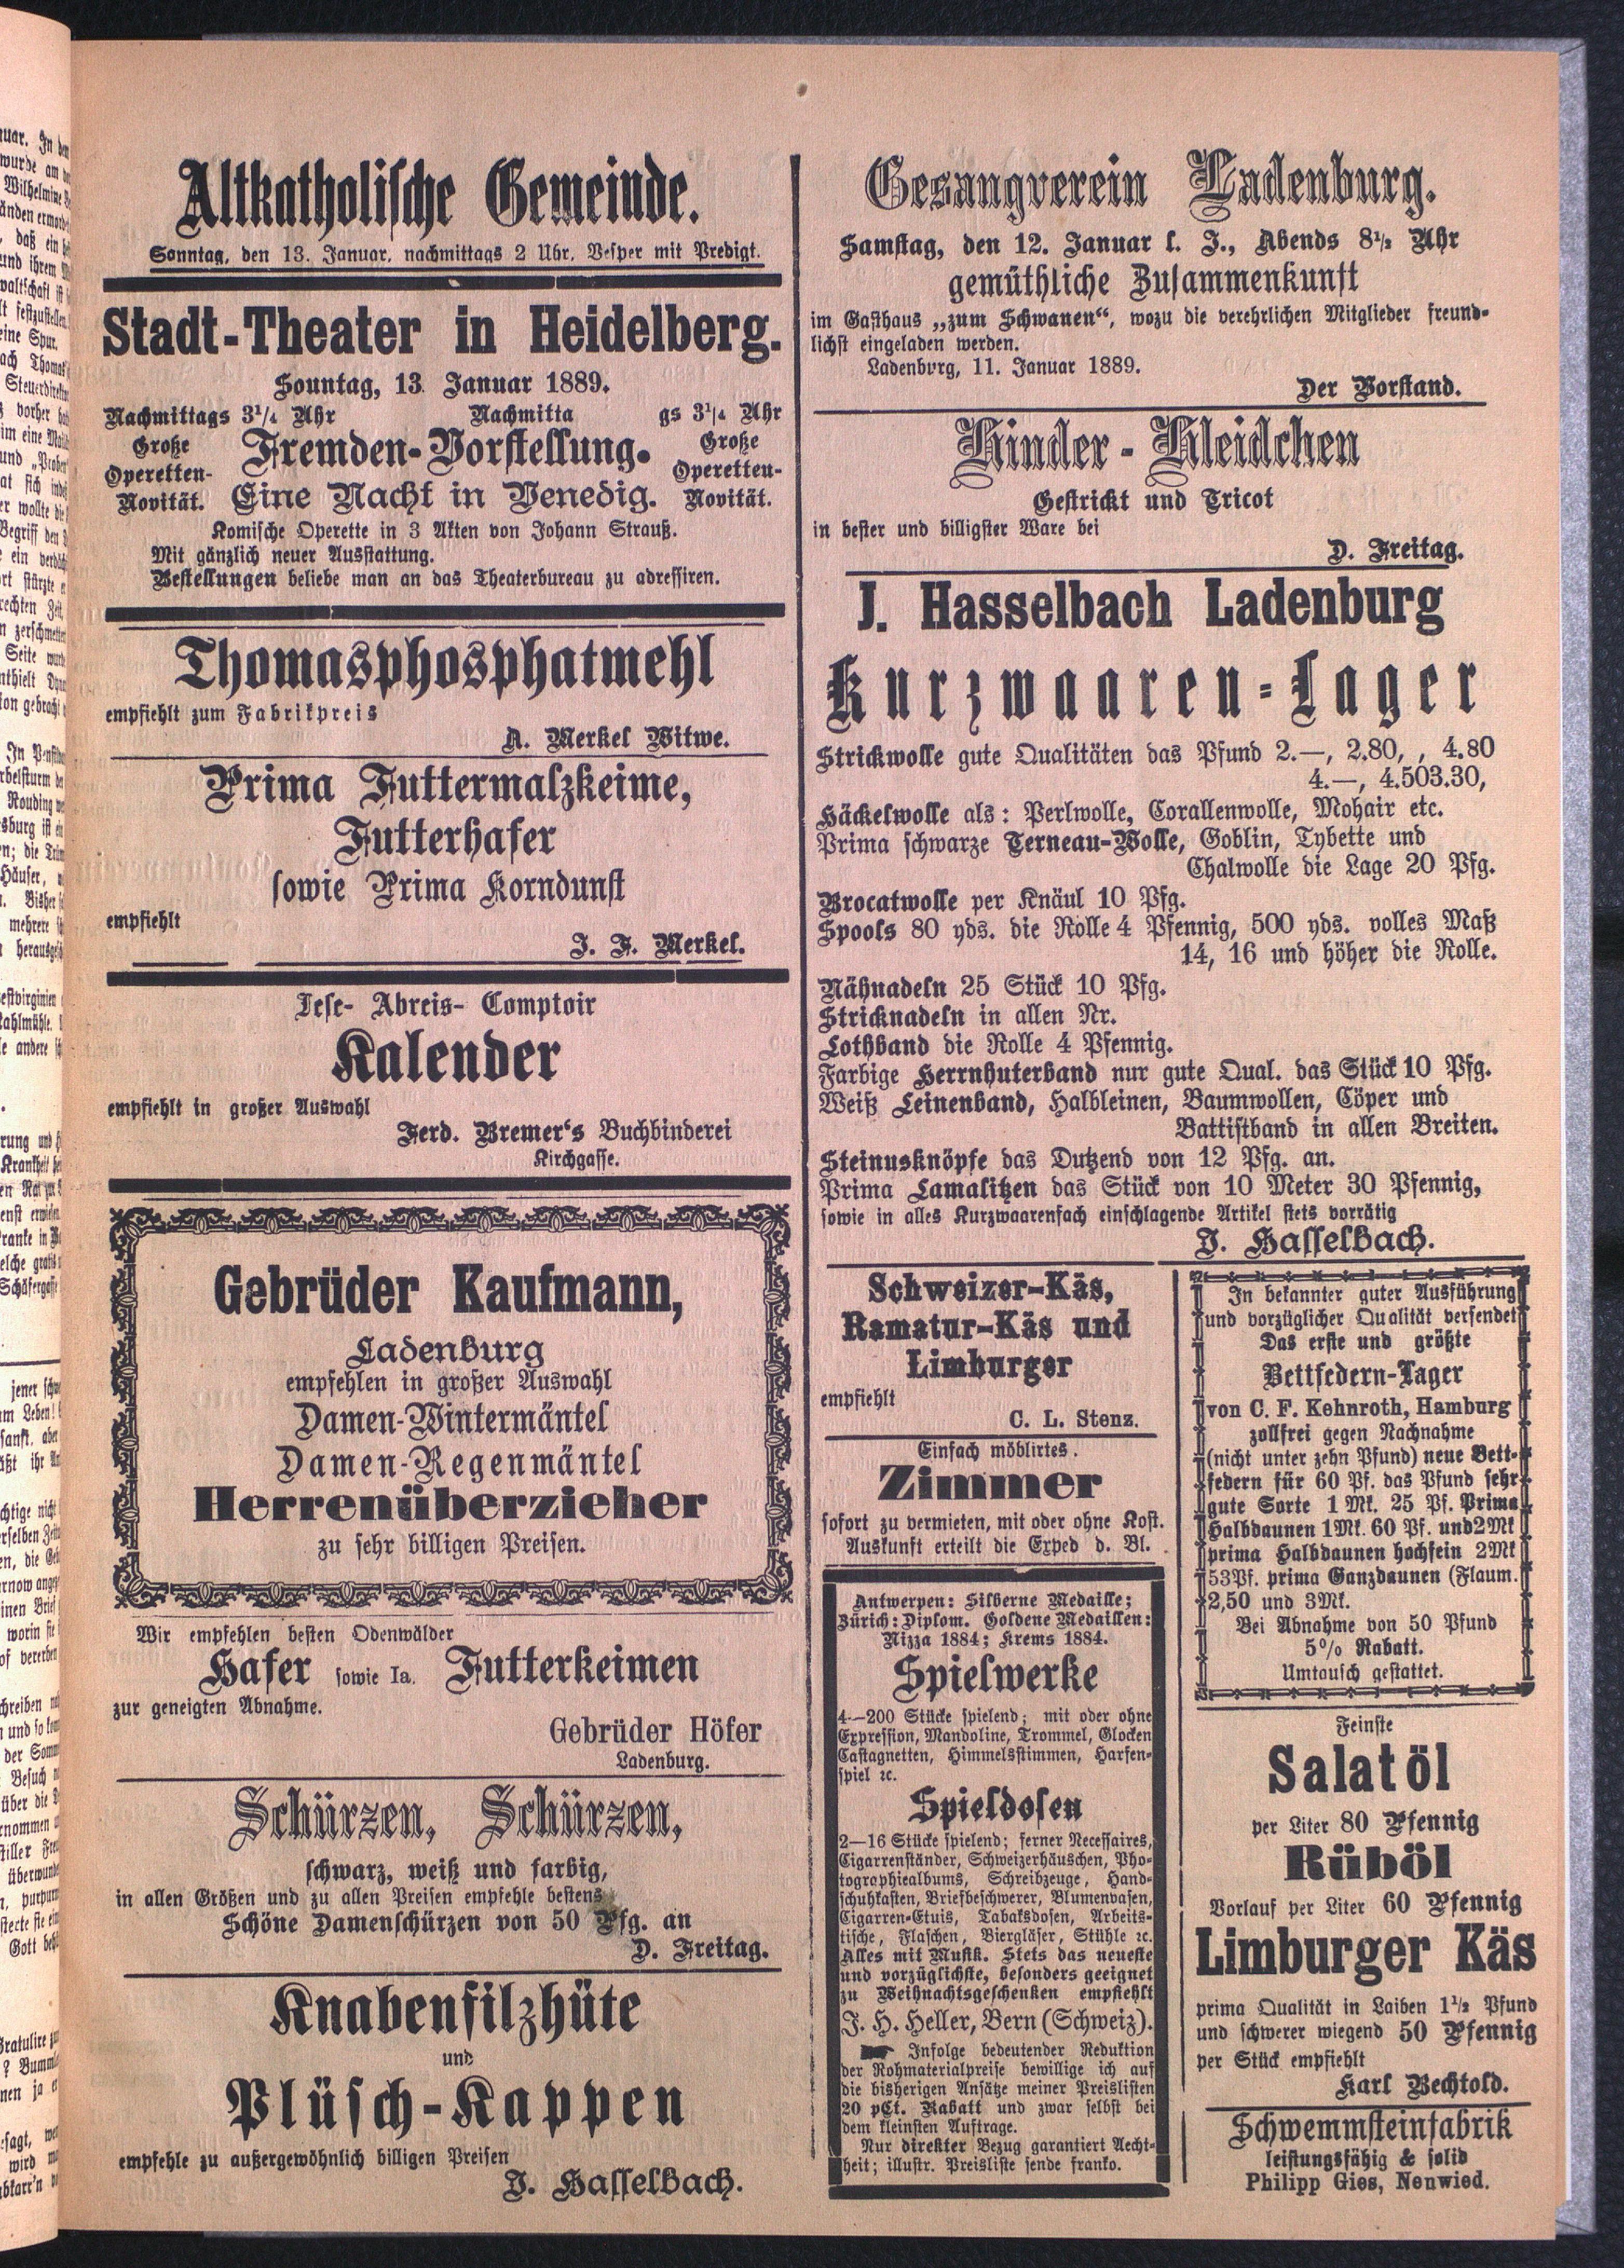 Altkatholische Gemeinde.
Sonntag, den 13. Januar, nachmittags 2 Uhr, Vesper mit Predigt.
Stadt-Theater in Heidelberg.
Sonntag, 13. Januar 1889.
Nachmittags 3¼ Uhr Nachmitta gs 3¼ Uhr
Große Fremden-Vorstellung. Große
Operetten- Operetten-
Novität. Eine Nacht in Venedig. Novität.
Komische Operette in 3 Akten von Johann Strauß.
Mit gänzlich neuer Ausstattung.
Bestellungen beliebe man an das Theaterbureau zu adressiren.
Thomasphosphatmehl
empfiehlt zum Fabrikpreis
A. Merkel Witwe.
Prima Futtermalzkeime,
Futterhafer
sowie Prima Korndunst
empfiehlt
J. F. Merkel.
Lese- Abreis- Comptoir
Kalender
empfiehlt in großer Auswahl
Ferd. Bremer's Buchbinderei
Kirchgasse.
Gebrüder Kaufmann,
Ladenburg
empfehlen in großer Auswahl
Damen-Wintermäntel
Damen-Regenmäntel
Herrenüberzieher
zu sehr billigen Preisen.
Wir empfehlen besten Odenwälder
Hafer sowie Ia. Futterkeimen
zur geneigten Abnahme.
Gebrüder Höfer
Ladenburg.
Schürzen, Schürzen,
schwarz, weiß und farbig,
in allen Größen und zu allen Preisen empfehle bestens
Schöne Damenschürzen von 50 Pfg. an
D. Freitag.
Knabenfilzhüte
und
Plüsch-Kappen
empfehle zu außergewöhnlich billigen Preisen
J. Hasselbach.
Gesangverein Ladenburg.
Samstag, den 12. Januar l. J., Abends 8½ Uhr
gemüthliche Zusammenkunft
im Gasthaus „zum Schwanen“, wozu die verehrlichen Mitglieder freund-
lichst eingeladen werden.
Ladenburg, 11. Januar 1889.
Der Vorstand.
Kinder-Kleidchen
Gestrickt und Tricot
in bester und billigster Ware bei
D. Freitag.
J. Hasselbach Ladenburg
Kurzwaaren-Lager
Strickwolle gute Qualitäten das Pfund 2.—, 2.80, , 4.80
4.—, 4.503.30,
Häckelwolle als: Perlwolle, Corallenwolle, Mohair etc.
Prima schwarze Terneau-Wolle, Goblin, Tybette und
Chalwolle die Lage 20 Pfg.
Brocatwolle per Knäul 10 Pfg.
Spools 80 yds. die Rolle 4 Pfennig, 500 yds. volles Maß
14, 16 und höher die Rolle.
Nähnadeln 25 Stück 10 Pfg.
Stricknadeln in allen Nr.
Lothband die Rolle 4 Pfennig.
Farbige Herrnhuterband nur gute Qual. das Stück 10 Pfg.
Weiß Leinenband, Halbleinen, Baumwollen, Cöper und
Battistband in allen Breiten.
Steinusknöpfe das Dutzend von 12 Pfg. an.
Prima Lamalitzen das Stück von 10 Meter 30 Pfennig,
sowie in alles Kurzwaarenfach einschlagende Artikel stets vorrätig
J. Hasselbach.
Schweizer-Käs,
Ramatur-Käs und
Limburger
empfiehlt
C. L. Stenz.
Einfach möblirtes.
Zimmer
sofort zu vermieten, mit oder ohne Kost.
Auskunft erteilt die Exped d. Bl.
Antwerpen: Silberne Medaille;
Zürich: Diplom. Goldene Medaillen:
Nizza 1884; Krems 1884.
Spielwerke
4—200 Stücke spielend; mit oder ohne
Expression, Mandoline, Trommel, Glocken
Castagnetten, Himmelsstimmen, Harfen-
spiel ꝛc.
Spieldosen
2—16 Stücke spielend; ferner Necessaires,
Cigarrenständer, Schweizerhäuschen, Pho-
tographiealbums, Schreibzeuge, Hand-
schuhkasten, Briefbeschwerer, Blumenvasen,
Cigarren-Etuis, Tabaksdosen, Arbeits-
tische, Flaschen, Biergläser, Stühle ꝛc.
Alles mit Musik. Stets das neueste
und vorzüglichste, besonders geeignet
zu Weihnachtsgeschenken empfiehlt
J. H. Heller, Bern (Schweiz).
Infolge bedeutender Reduktion
der Rohmaterialpreise bewillige ich auf
die bisherigen Ansätze meiner Preislisten
20 pCt. Rabatt und zwar selbst bei
dem kleinsten Auftrage.
Nur direkter Bezug garantiert Aecht-
heit; illustr. Preisliste sende franko.
In bekannter guter Ausführung
und vorzüglicher Qualität versendet
Das erste und größte
Bettfedern-Lager
von C. F. Kehnroth, Hamburg
zollfrei gegen Nachnahme
(nicht unter zehn Pfund) neue Bett-
federn für 60 Pf. das Pfund sehr
gute Sorte 1 Mk. 25 Pf. Prima
Halbdaunen 1Mk. 60 Pf. und2Mk
prima Halbdaunen hochfein 2Mk
53Pf. prima Ganzdaunen (Flaum.
2,50 und 3Mk.
Bei Abnahme von 50 Pfund
5% Rabatt.
Umtausch gestattet.
Feinste
Salatöl
per Liter 80 Pfennig
Rüböl
Vorlauf per Liter 60 Pfennig
Limburger Käs
prima Qualität in Laiben 1½ Pfund
und schwerer wiegend 50 Pfennig
per Stück empfiehlt
Karl Bechtold.
Schwemmsteinfabrik
leistungsfähig & solid
Philipp Gies, Neuwied.